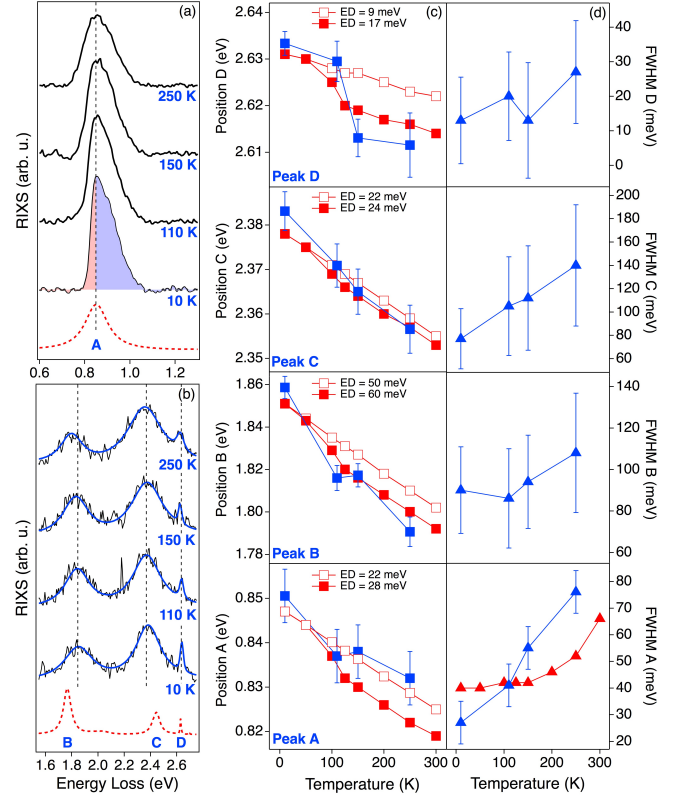 (a)
250 K
150 K
110 K
10 K
A
RIXS (arb. u.)
0.6 0.8 1.0 1.2
(b)
250 K
150 K
110 K
10 K
B C D
RIXS (arb. u.)
1.6 1.8 2.0 2.2 2.4 2.6
Energy Loss (eV)
(c)
ED = 9 meV
ED = 17 meV
2.64
2.63
2.62
2.61
Position D (eV)
Peak D
ED = 22 meV
ED = 24 meV
2.38
2.37
2.36
2.35
Position C (eV)
Peak C
ED = 50 meV
ED = 60 meV
1.86
1.84
1.82
1.80
1.78
Position B (eV)
Peak B
ED = 22 meV
ED = 28 meV
0.85
0.84
0.83
0.82
Position A (eV)
Peak A
0 50 100 150 200 250 300
Temperature (K)
(d)
40
30
20
10
0
FWHM D (meV)
200
180
160
140
120
100
80
60
FWHM C (meV)
140
120
100
80
60
FWHM B (meV)
80
70
60
50
40
30
20
FWHM A (meV)
0 100 200 300
Temperature (K)